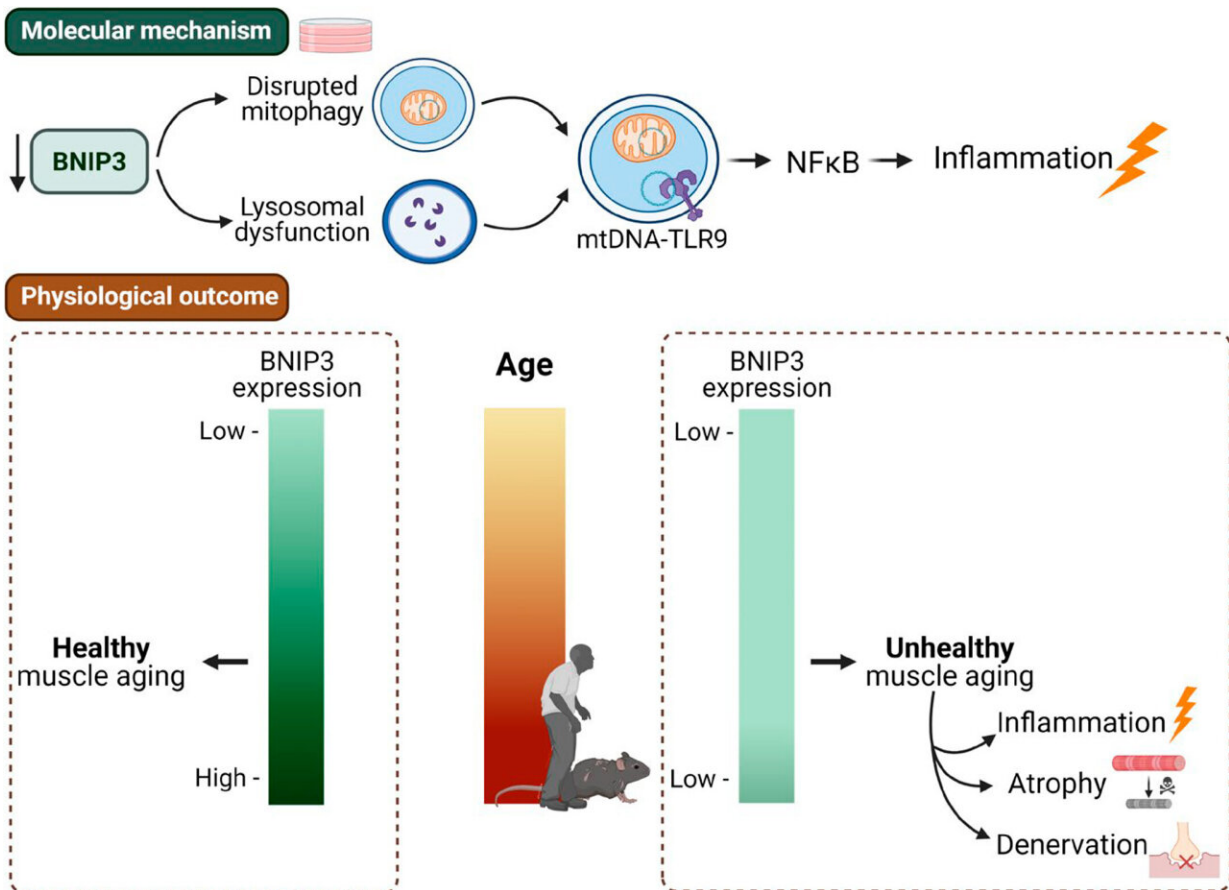 Molecular mechanism
Disrupted
mitophagy
BNIP3
Lysosomal
dysfunction
mtDNA-TLR9
NFκB
Inflammation
Physiological outcome
BNIP3
expression
Low -
High -
Healthy
muscle aging
Age
BNIP3
expression
Low -
Low -
Unhealthy
muscle aging
Inflammation
Atrophy
Denervation